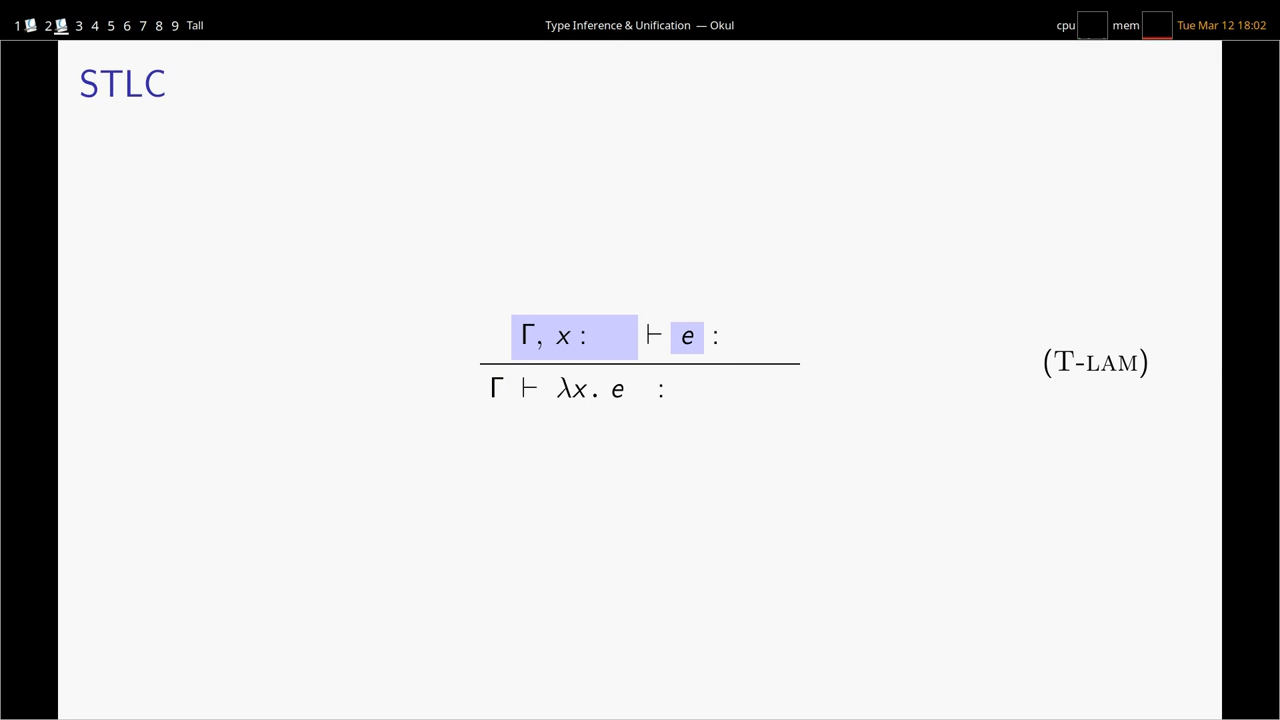 1 2 3 4 5 6 7 8 9 Tall Type Inference & Unification — Okul cpu mem Tue Mar 12 18:02
STLC
Γ, x : ⊢ e :
(T-LAM)
Γ ⊢ λx. e :